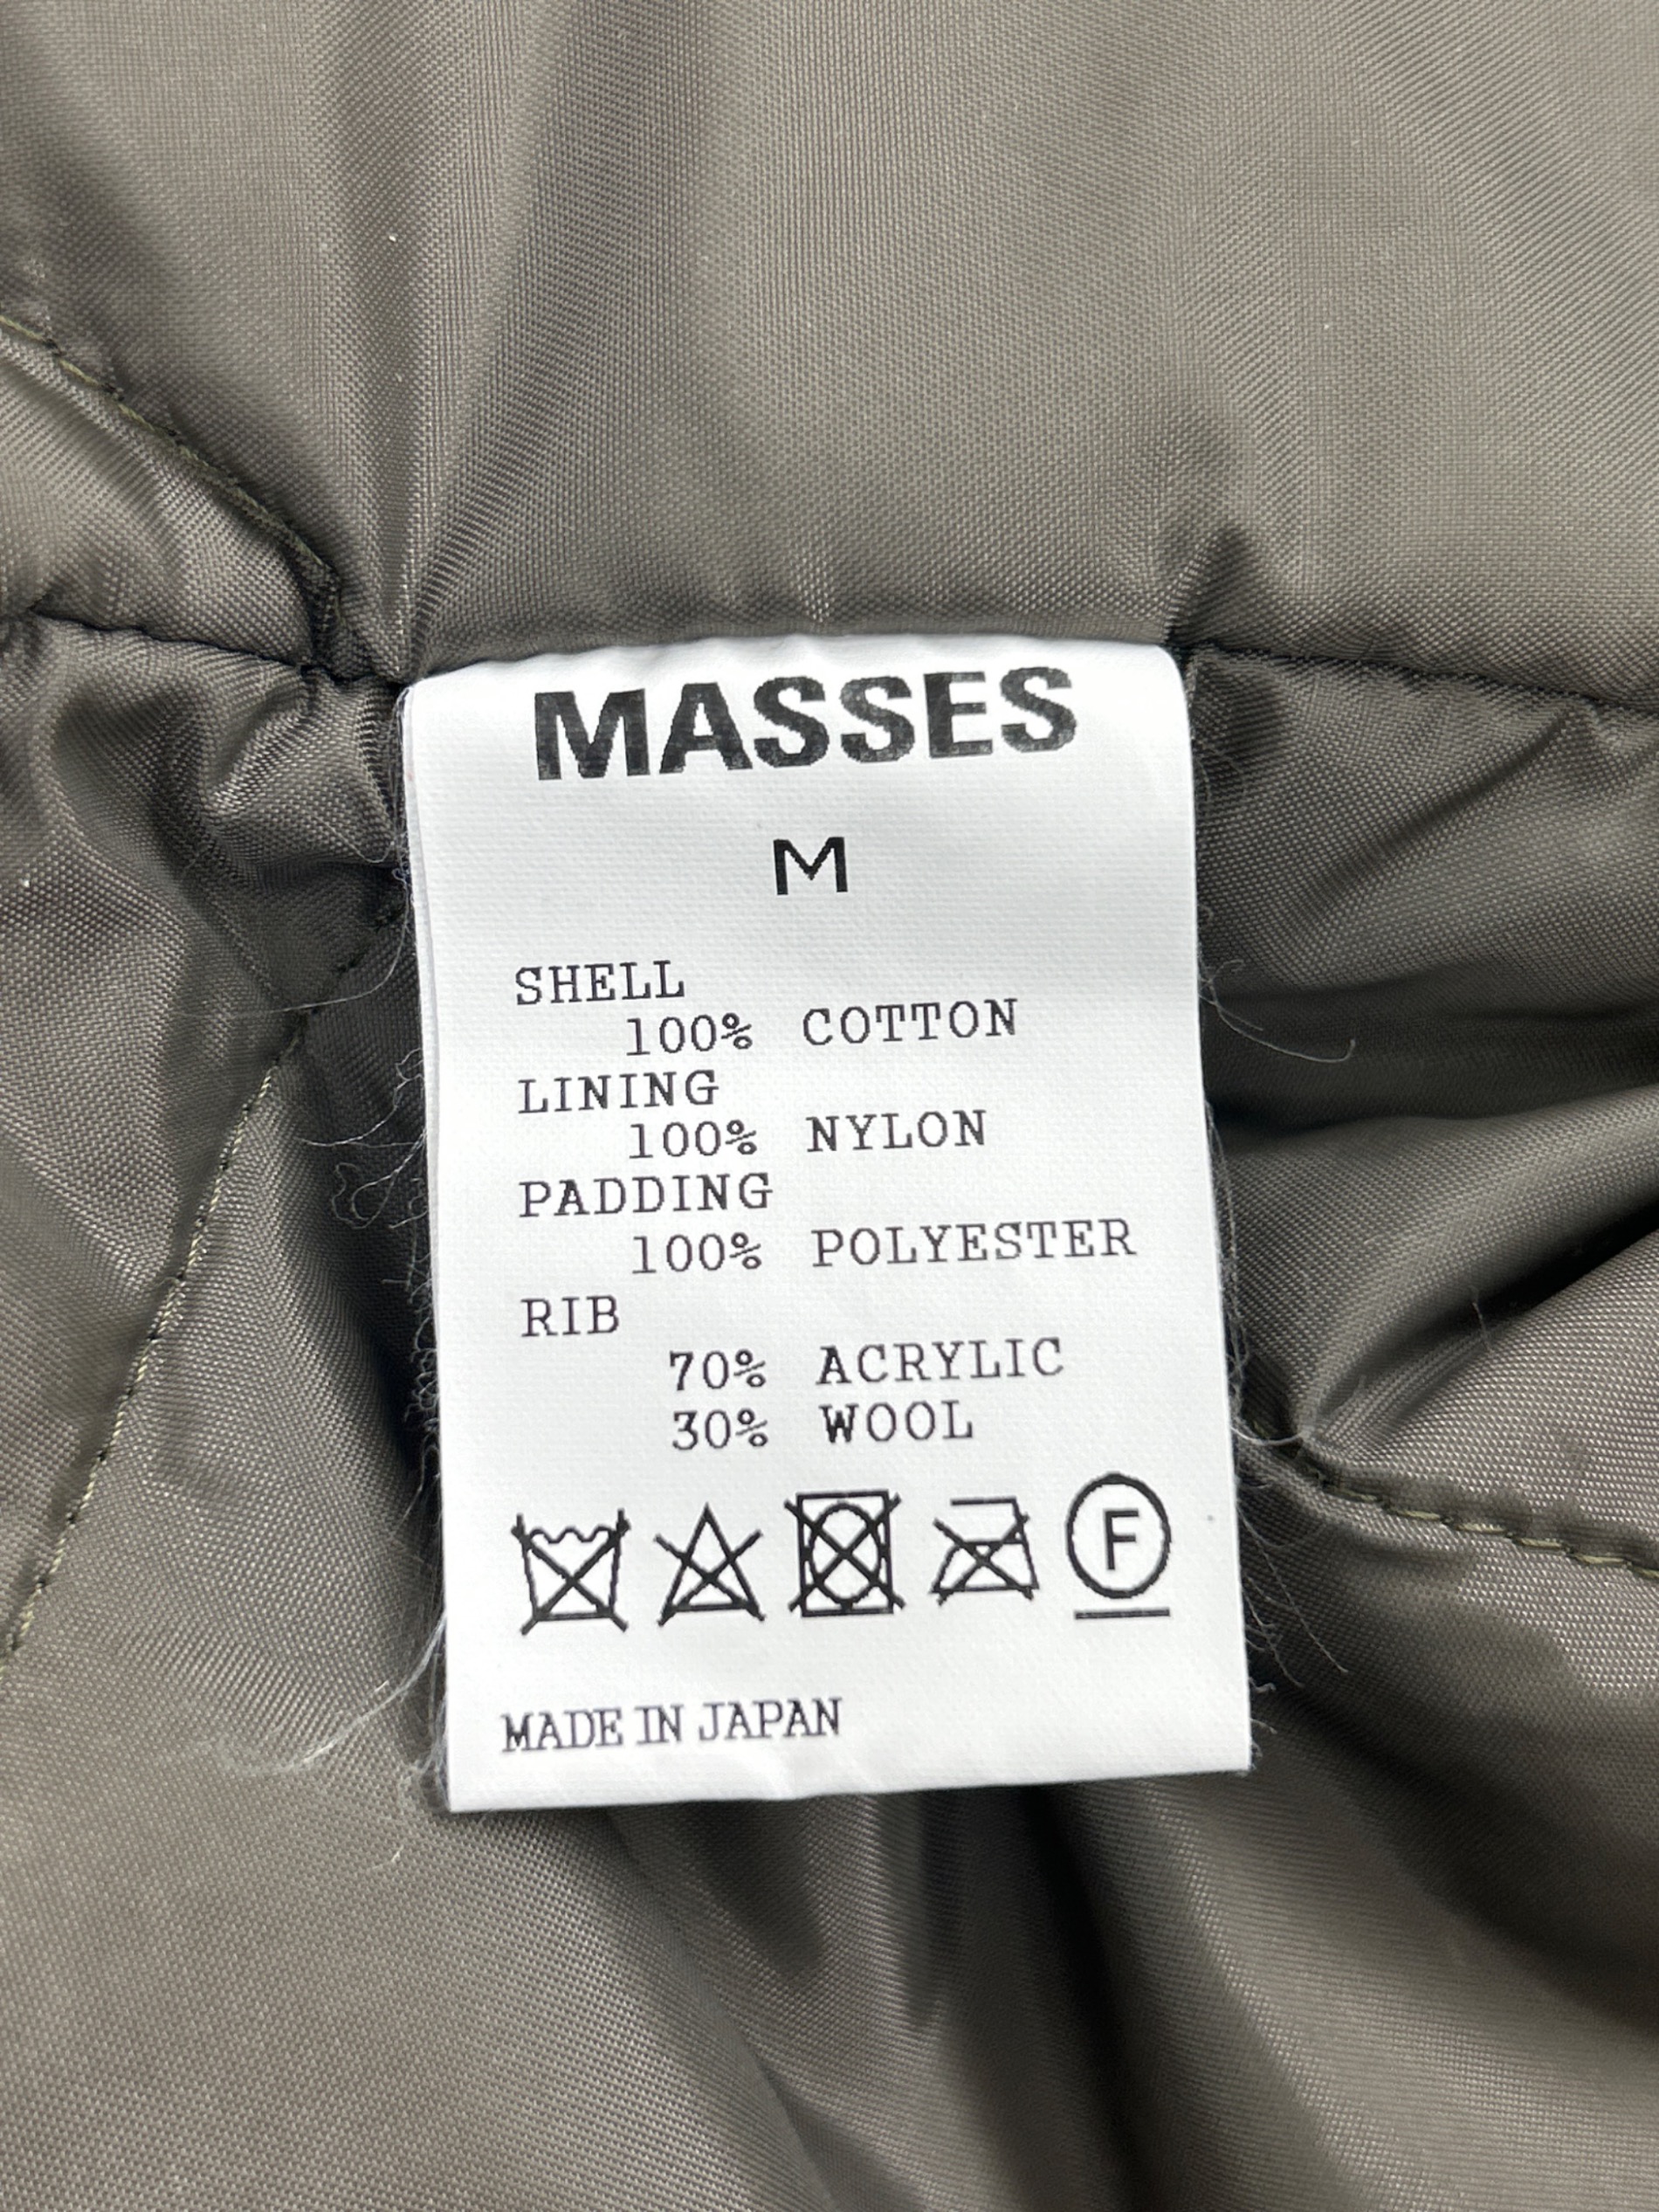 MASSES
M
SHELL
100% COTTON
LINING
100% NYLON
PADDING
100% POLYESTER
RIB
70% ACRYLIC
30% WOOL
F
MADE IN JAPAN